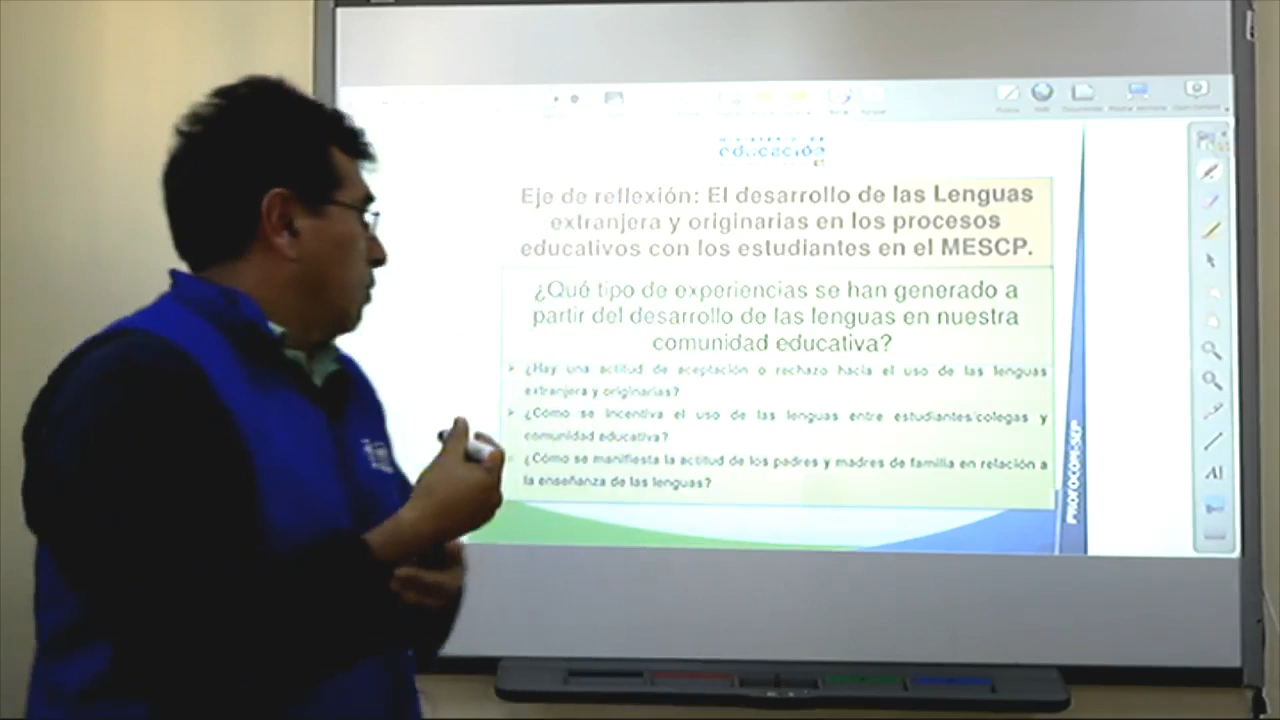 educación
Eje de reflexión: El desarrollo de las Lenguas
extranjera y originarias en los procesos
educativos con los estudiantes en el MESCP.
¿Qué tipo de experiencias se han generado a
partir del desarrollo de las lenguas en nuestra
comunidad educativa?
¿Hay una actitud de aceptación o rechazo hacia el uso de las lenguas
extranjera y originarias?
¿Cómo se incentiva el uso de las lenguas entre estudiantes/colegas y
comunidad educativa?
¿Cómo se manifiesta la actitud de los padres y madres de familia en relación a
la enseñanza de las lenguas?
PROFOCOM-SCP
AI